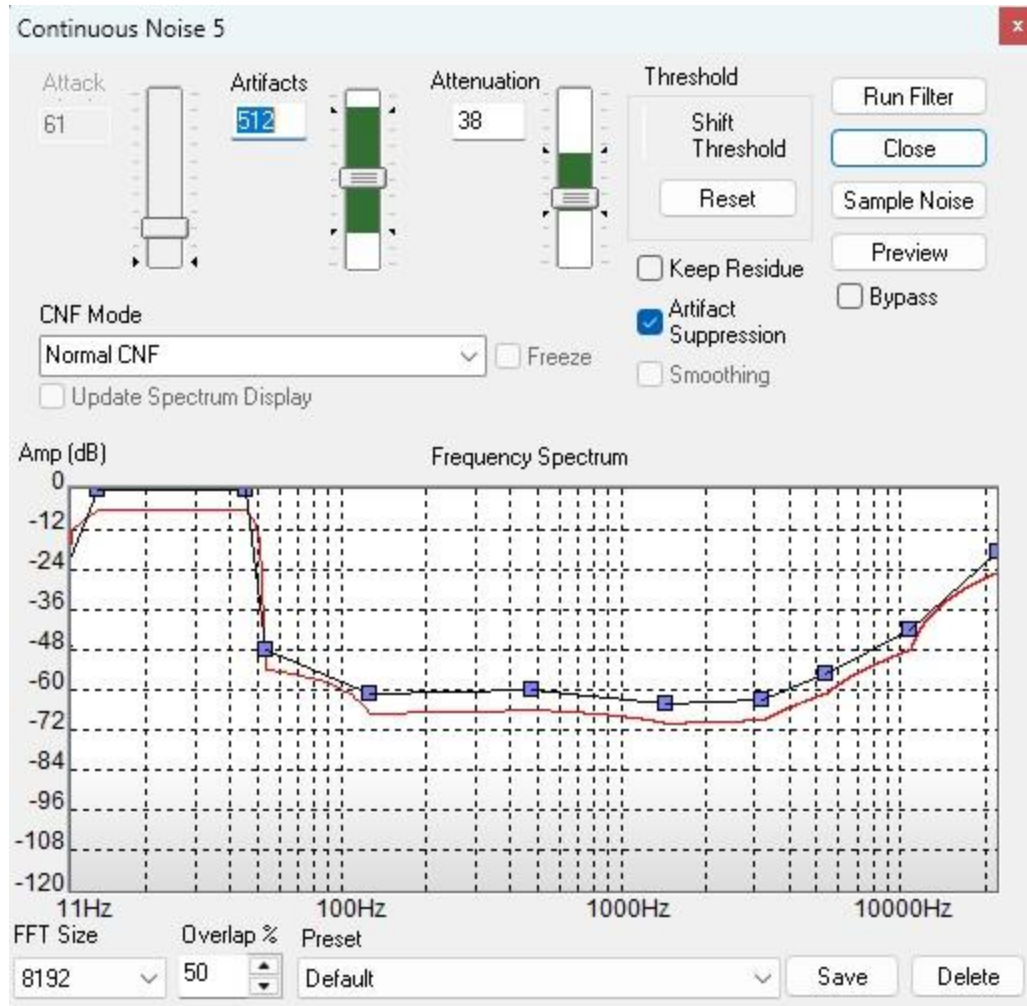 Continuous Noise 5
x
Attack
61
Artifacts
512
Attenuation
38
Threshold
Shift
Threshold
Reset
Run Filter
Close
Sample Noise
Preview
Bypass
Keep Residue
Artifact
Suppression
Smoothing
CNF Mode
Normal CNF
Freeze
Update Spectrum Display
Amp (dB)
Frequency Spectrum
0
-12
-24
-36
-48
-60
-72
-84
-96
-108
-120
11Hz 100Hz 1000Hz 10000Hz
FFT Size
8192
Overlap %
50
Preset
Default
Save
Delete